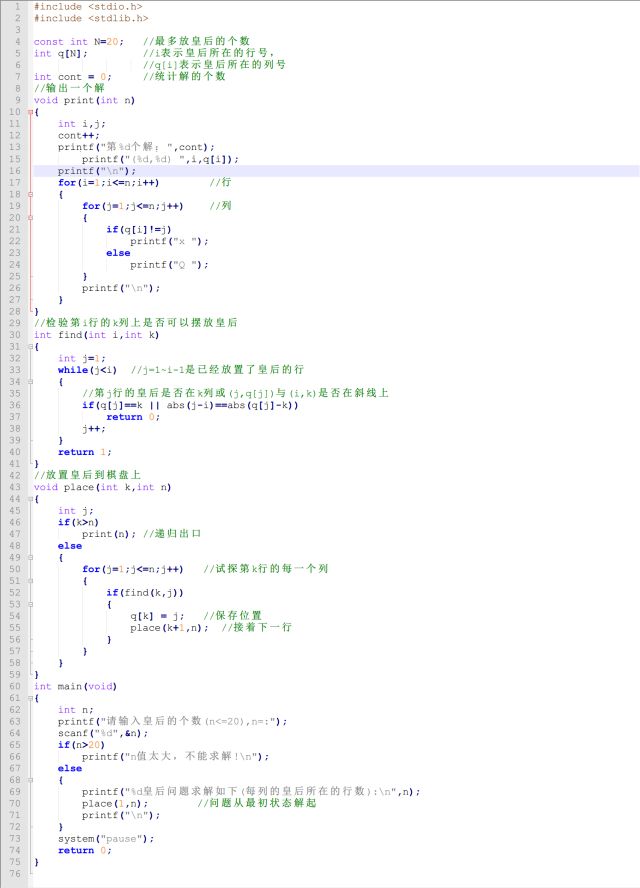 1 #include <stdio.h>
2 #include <stdlib.h>
3
4 const int N=20;   //最多放皇后的个数
5 int q[N];         //i表示皇后所在的行号,
6                   //q[i]表示皇后所在的列号
7 int cont = 0;     //统计解的个数
8 //输出一个解
9 void print(int n)
10 {
11     int i,j;
12     cont++;
13     printf("第%d个解：",cont);
15         printf("(%d,%d) ",i,q[i]);
16     printf("\n");
17     for(i=1;i<=n;i++)        //行
18     {
19         for(j=1;j<=n;j++)    //列
20         {
21             if(q[i]!=j)
22                 printf("x ");
23             else
24                 printf("Q ");
25         }
26         printf("\n");
27     }
28 }
29 //检验第i行的k列上是否可以摆放皇后
30 int find(int i,int k)
31 {
32     int j=1;
33     while(j<i)  //j=1~i-1是已经放置了皇后的行
34     {
35         //第j行的皇后是否在k列或(j,q[j])与(i,k)是否在斜线上
36         if(q[j]==k || abs(j-i)==abs(q[j]-k))
37             return 0;
38         j++;
39     }
40     return 1;
41 }
42 //放置皇后到棋盘上
43 void place(int k,int n)
44 {
45     int j;
46     if(k>n)
47         print(n); //递归出口
48     else
49     {
50         for(j=1;j<=n;j++)   //试探第k行的每一个列
51         {
52             if(find(k,j))
53             {
54                 q[k] = j;   //保存位置
55                 place(k+1,n);  //接着下一行
56             }
57         }
58     }
59 }
60 int main(void)
61 {
62     int n;
63     printf("请输入皇后的个数(n<=20),n=:");
64     scanf("%d",&n);
65     if(n>20)
66         printf("n值太大，不能求解!\n");
67     else
68     {
69         printf("%d皇后问题求解如下(每列的皇后所在的行数):\n",n);
70         place(1,n);        //问题从最初状态解起
71         printf("\n");
72     }
73     system("pause");
74     return 0;
75 }
76